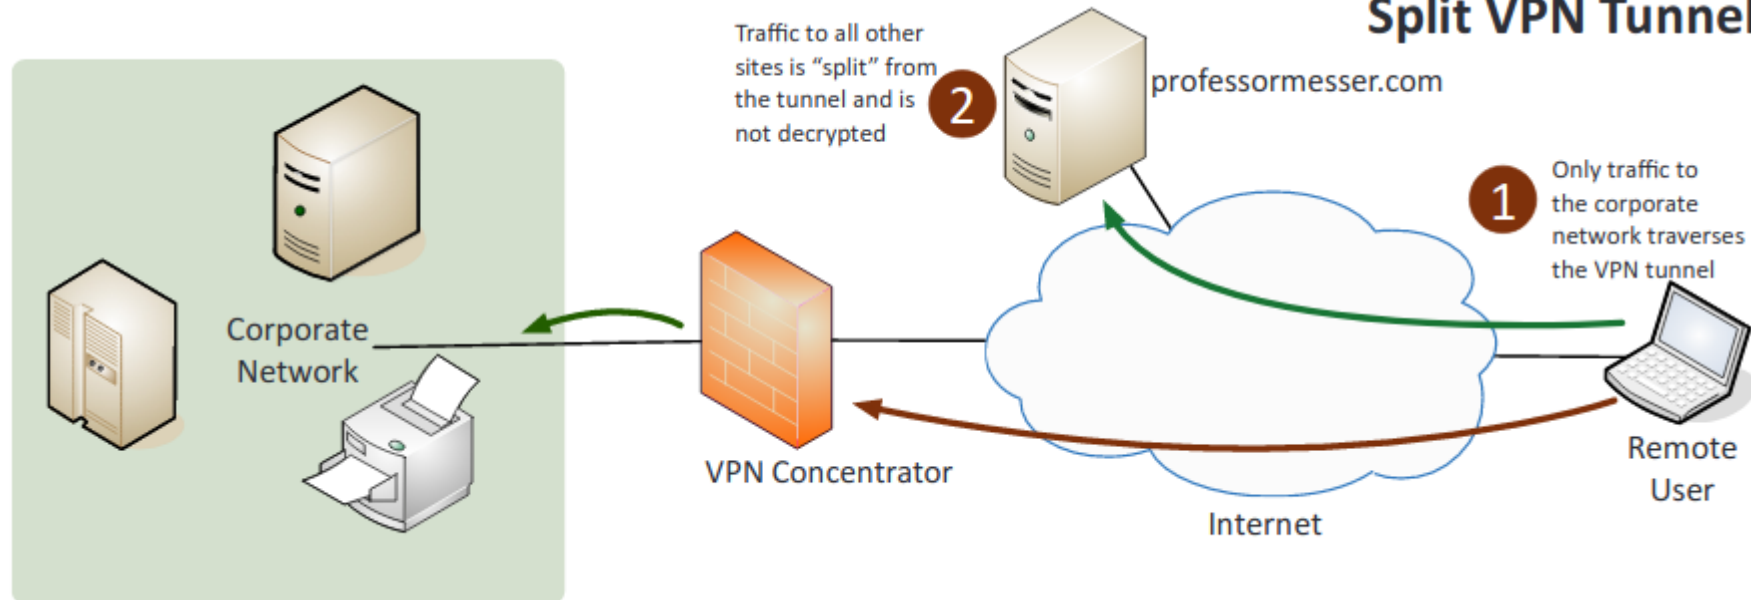 Split VPN Tunnel
Traffic to all other
sites is “split” from
the tunnel and is
not decrypted
2
professormesser.com
1
Only traffic to
the corporate
network traverses
the VPN tunnel
Corporate
Network
VPN Concentrator
Internet
Remote
User